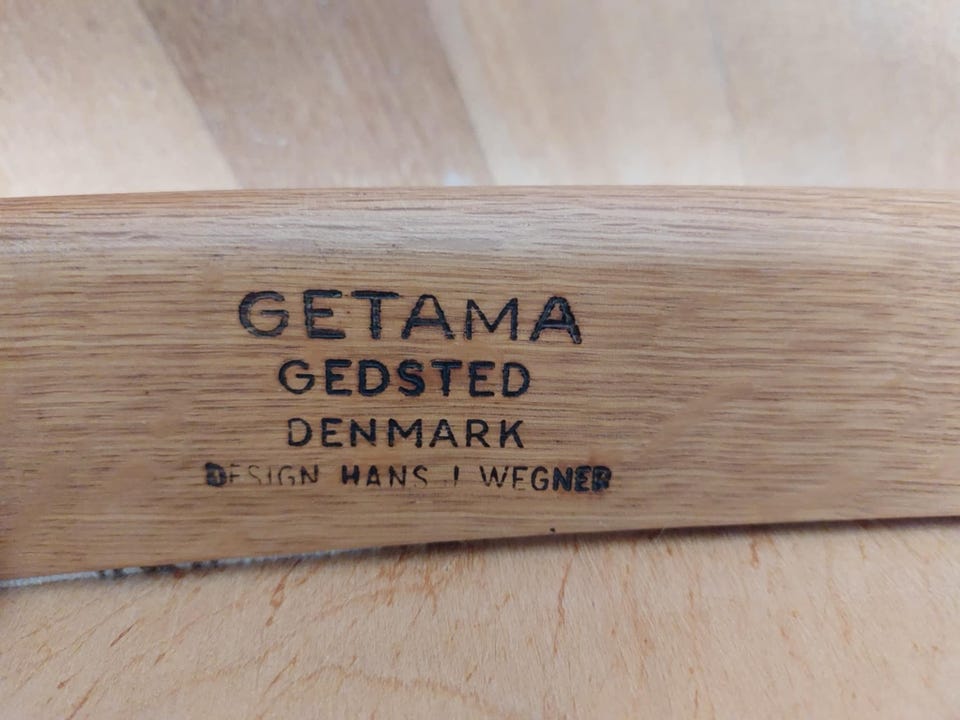 GETAMA
GEDSTED
DENMARK
DESIGN HANS J WEGNER